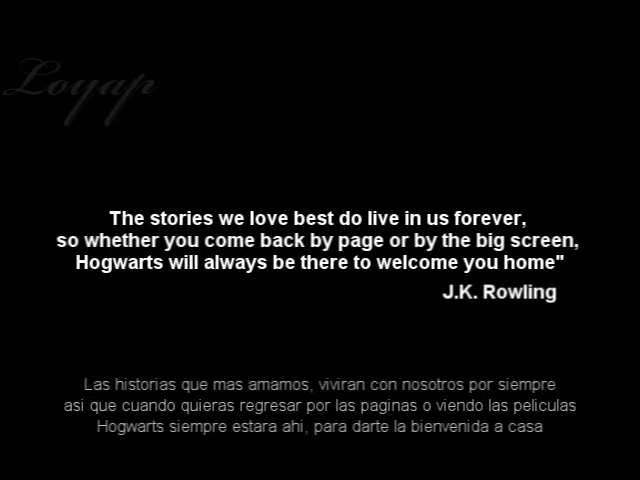 Loyap
The stories we love best do live in us forever,
so whether you come back by page or by the big screen,
Hogwarts will always be there to welcome you home"
J.K. Rowling
Las historias que mas amamos, viviran con nosotros por siempre
asi que cuando quieras regresar por las paginas o viendo las peliculas
Hogwarts siempre estara ahi, para darte la bienvenida a casa